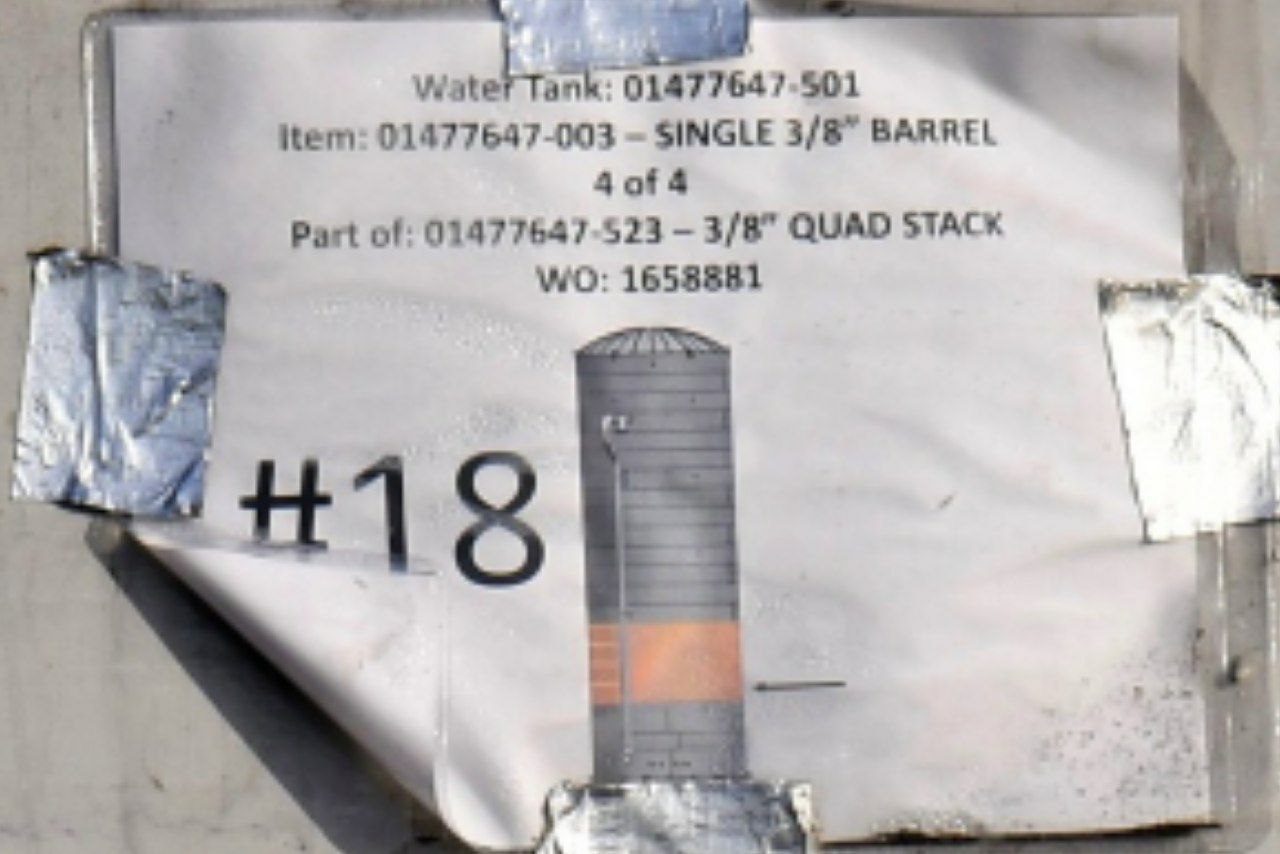 Water Tank: 01477647-501
Item: 01477647-003 – SINGLE 3/8" BARREL
4 of 4
Part of: 01477647-523 – 3/8" QUAD STACK
WO: 1658881
#18